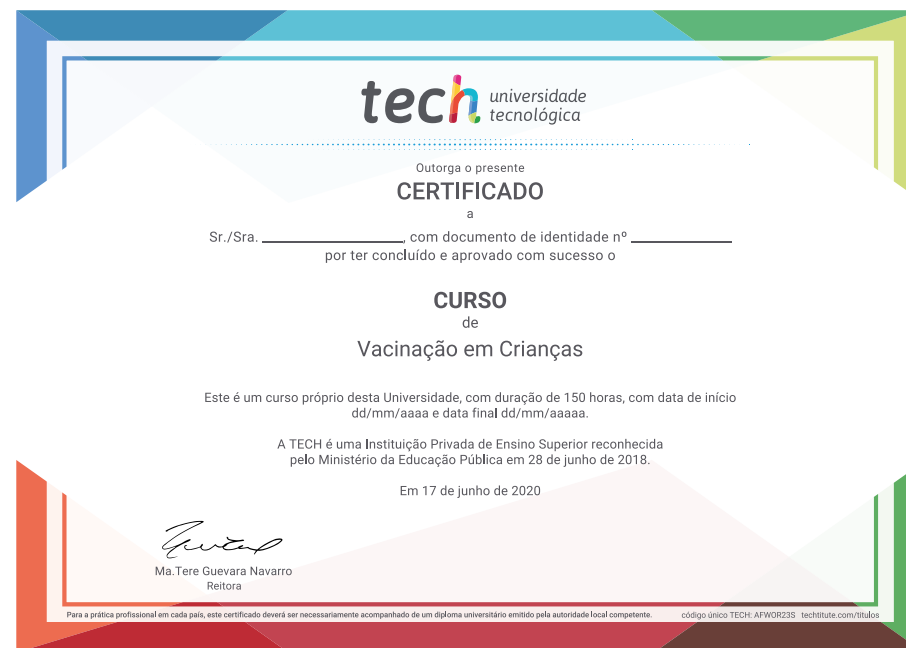 tech universidade
tecnológica
Outorga o presente
CERTIFICADO
a
Sr./Sra. ____________, com documento de identidade nº ____________
por ter concluído e aprovado com sucesso o
CURSO
de
Vacinação em Crianças
Este é um curso próprio desta Universidade, com duração de 150 horas, com data de início
dd/mm/aaaa e data final dd/mm/aaaaa.
A TECH é uma Instituição Privada de Ensino Superior reconhecida
pelo Ministério da Educação Pública em 28 de junho de 2018.
Em 17 de junho de 2020
Ma.Tere Guevara Navarro
Reitora
Para a prática profissional em cada país, este certificado deverá ser necessariamente acompanhado de um diploma universitário emitido pela autoridade local competente. código único TECH: AFWOR23S techtitute.com/titulos